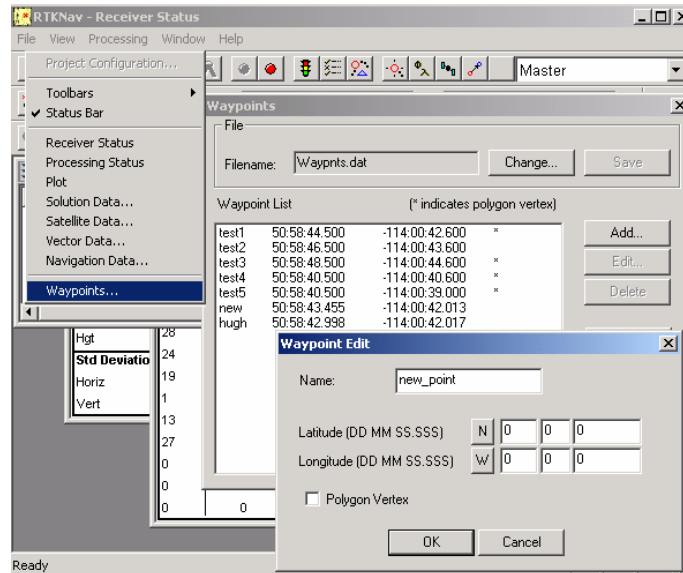 RTKNav - Receiver Status
File View Processing Window Help
Project Configuration...
Toolbars
Status Bar
Receiver Status
Processing Status
Plot
Solution Data...
Satellite Data...
Vector Data...
Navigation Data...
Waypoints...
Master
Waypoints
File
Filename: Waypnts.dat Change... Save
Waypoint List (* indicates polygon vertex)
test1 50:58:44.500 -114:00:42.600 *
test2 50:58:46.500 -114:00:43.600
test3 50:58:48.500 -114:00:44.600 *
test4 50:58:40.500 -114:00:40.600 *
test5 50:58:40.500 -114:00:39.000 *
new 50:58:43.455 -114:00:42.013
hugh 50:58:42.998 -114:00:42.017
Add...
Edit...
Delete
Hgt
Std Deviatio
Horiz
Vert
28
24
19
1
13
27
0
0
0 0
Waypoint Edit
Name: new_point
Latitude (DD MM SS.SSS) N 0 0 0
Longitude (DD MM SS.SSS) W 0 0 0
Polygon Vertex
OK Cancel
Ready